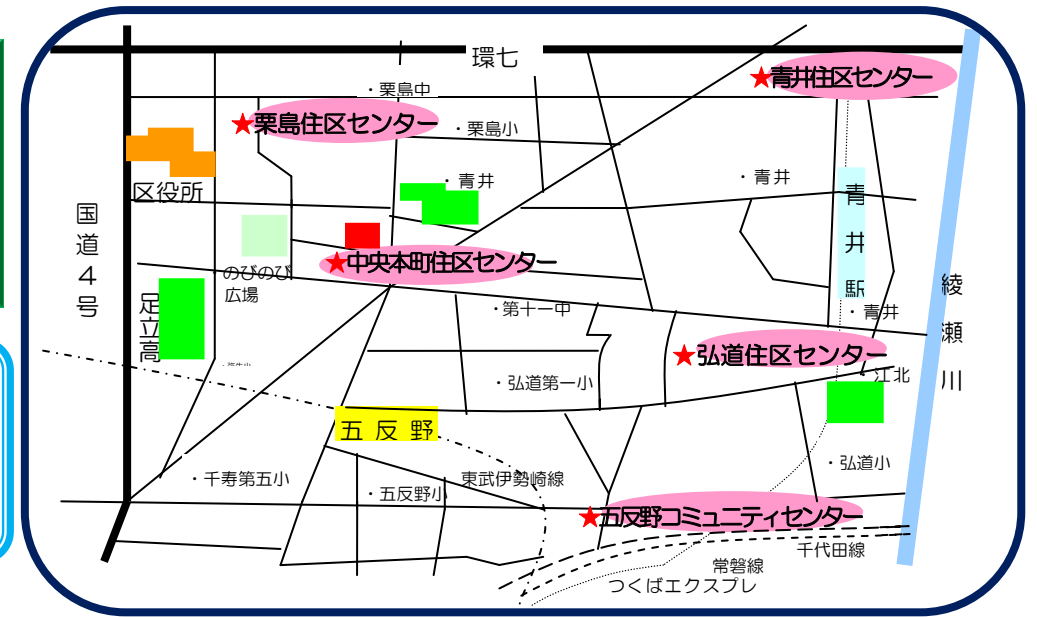 環七
★青井住区センター
・栗島中
★栗島住区センター
・栗島小
・青井
・青井
区役所
国道4号
青井駅
★中央本町住区センター
のびのび
広場
足立高
・第十一中
・青井
綾瀬川
★弘道住区センター
・江北
・弘道第一小
五反野
・弘道小
・千寿第五小
東武伊勢崎線
・五反野小
★五反野コミュニティセンター
千代田線
常磐線
つくばエクスプレ